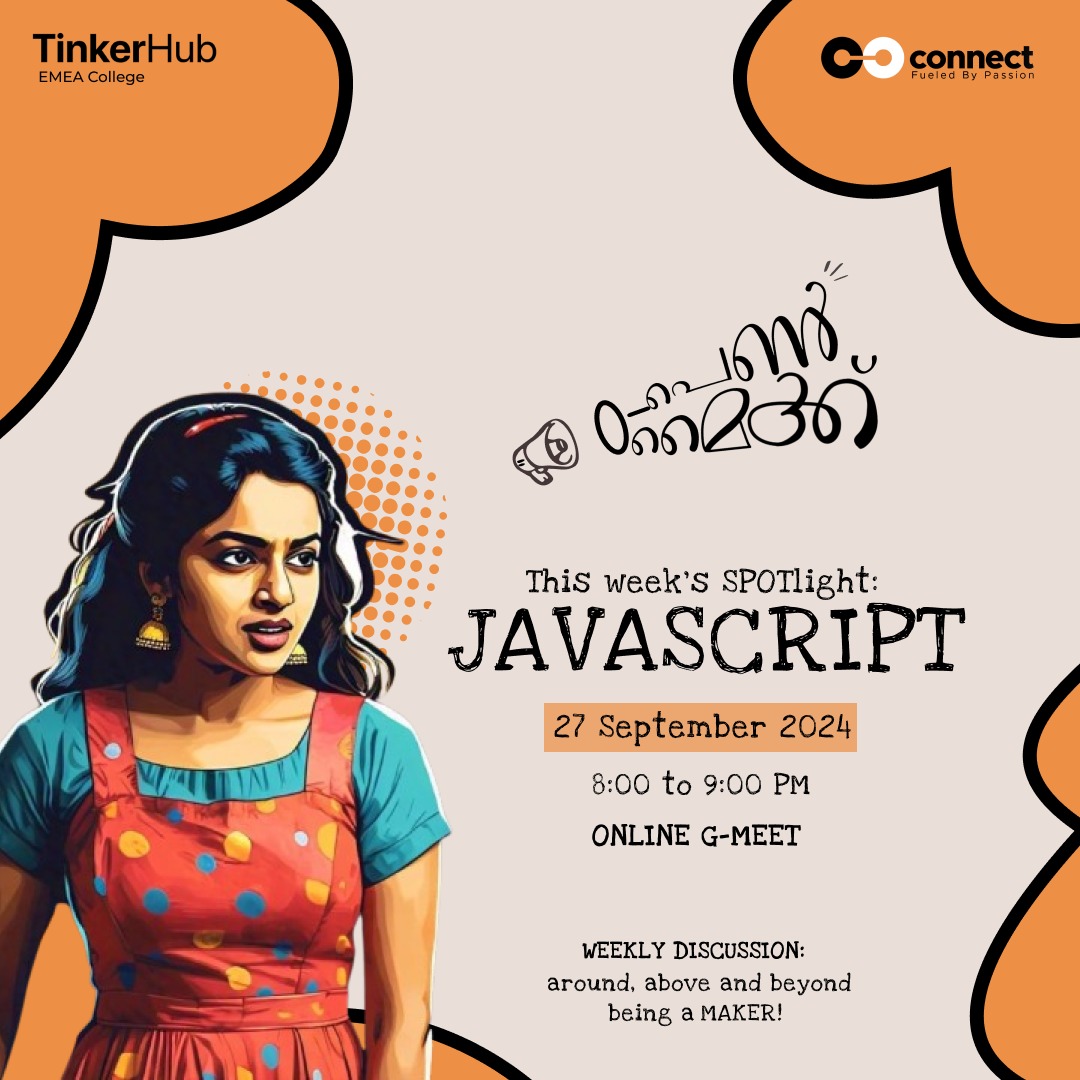 TinkerHub
EMEA College
connect
Fueled By Passion
പെൺ
മൈക്ക്
This week's SPOTlight:
JAVASCRIPT
27 September 2024
8:00 to 9:00 PM
ONLINE G-MEET
WEEKLY DISCUSSION:
around, above and beyond
being a MAKER!